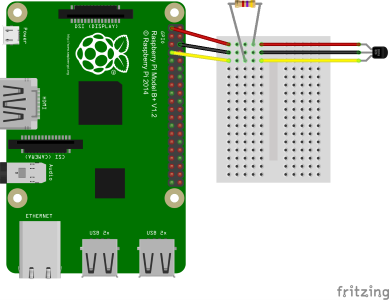 DSI (DISPLAY)
Power
GPIO
Raspberry Pi Model B+ V1.2
© Raspberry Pi 2014
HDMI
CSI (CAMERA)
Audio
ETHERNET
USB 2x
USB 2x
fritzing